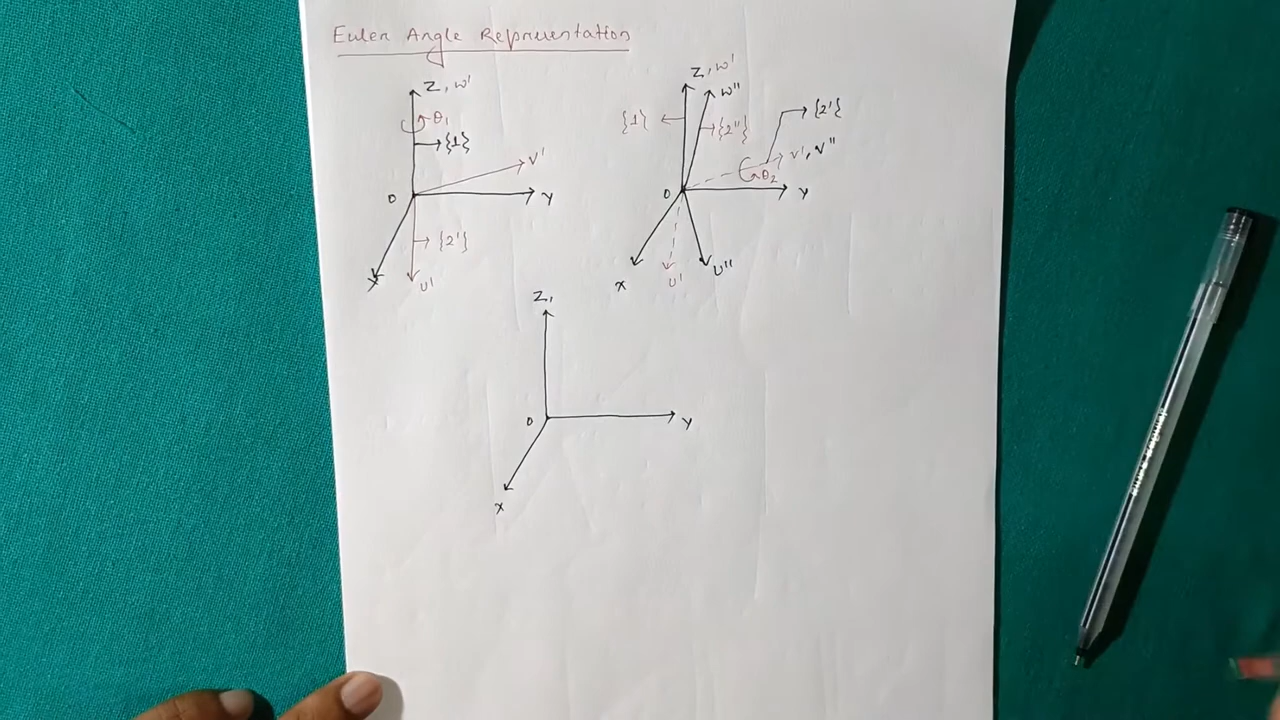 Euler Angle Representation
Z, w'
θ1
{1}
v'
O
Y
{2'}
X
u'
Z, w'
w"
{1}
{2"}
{2'}
v', v"
θ2
O
Y
X
u'
u"
Z,
O
Y
X